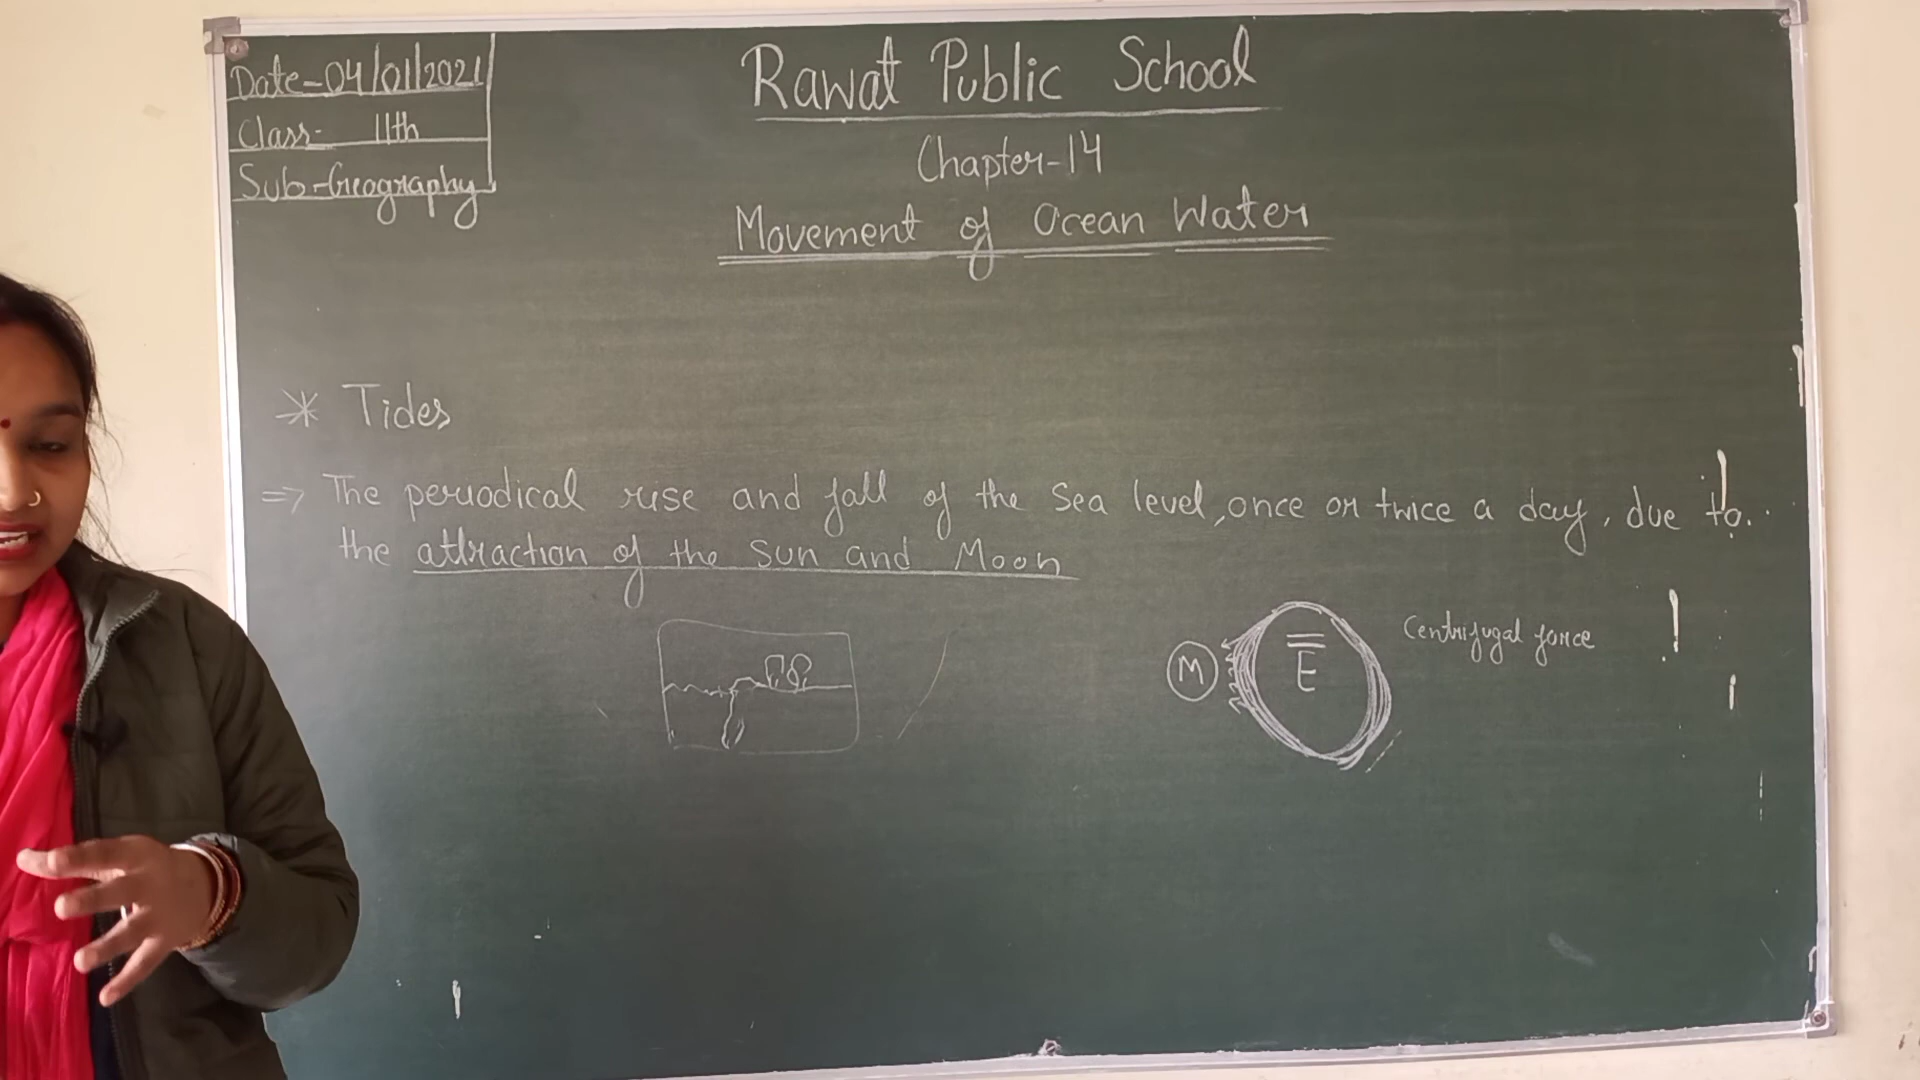 Date-04/01/2021
Class- 11th
Sub-Geography
Rawat Public School
Chapter-14
Movement of Ocean Water
* Tides
=> The periodical rise and fall of the Sea level, once or twice a day, due to
the attraction of the Sun and Moon
M
E
Centrifugal force